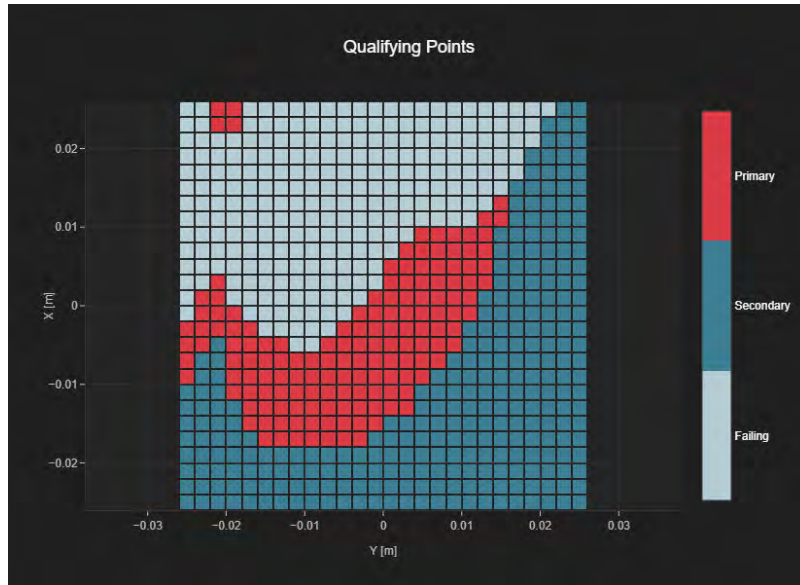 Qualifying Points
0.02
0.01
0
−0.01
−0.02
X [m]
−0.03
−0.02
−0.01
0
0.01
0.02
0.03
Y [m]
Primary
Secondary
Failing